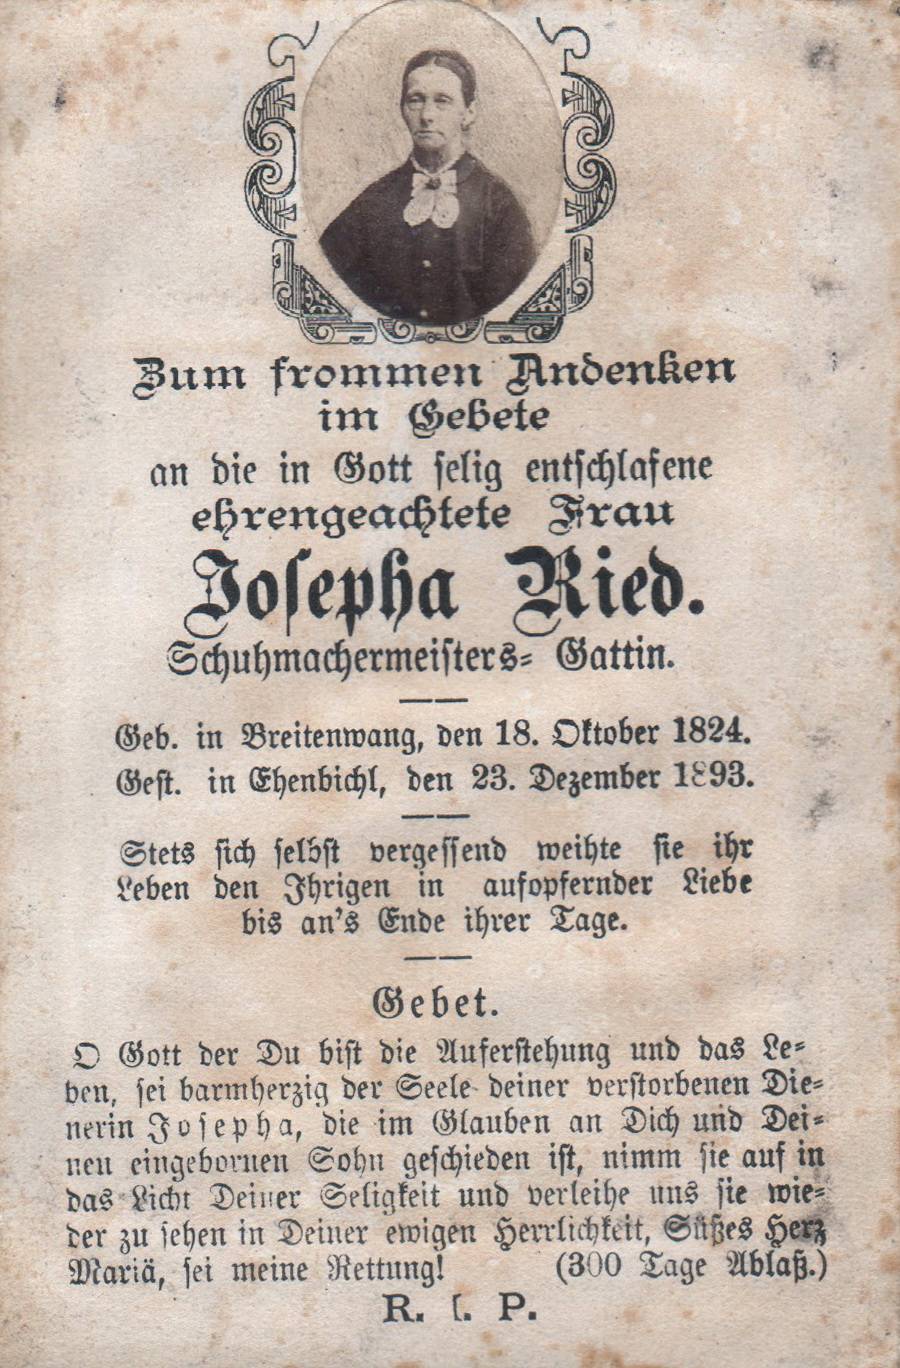 Zum frommen Andenken
im Gebete
an die in Gott selig entschlafene
ehrengeachtete Frau
Josepha Ried.
Schuhmachermeisters- Gattin.
Geb. in Breitenwang, den 18. Oktober 1824.
Gest. in Ehenbichl, den 23. Dezember 1893.
Stets sich selbst vergessend weihte sie ihr
Leben den Ihrigen in aufopfernder Liebe
bis an's Ende ihrer Tage.
Gebet.
O Gott der Du bist die Auferstehung und das Le-
ben, sei barmherzig der Seele deiner verstorbenen Die-
nerin Josepha, die im Glauben an Dich und Dei-
nen eingebornen Sohn geschieden ist, nimm sie auf in
das Licht Deiner Seligkeit und verleihe uns sie wie-
der zu sehen in Deiner ewigen Herrlichkeit, Süßes Herz
Mariä, sei meine Rettung! (300 Tage Ablaß.)
R. I. P.